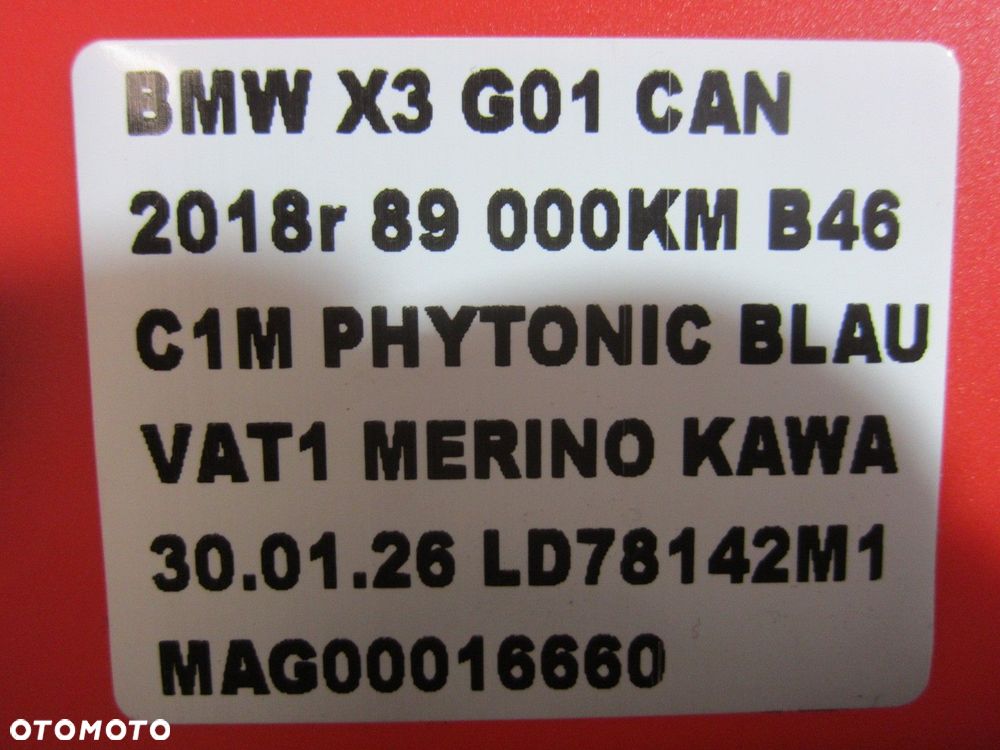 BMW X3 G01 CAN
2018r 89 000KM B46
C1M PHYTONIC BLAU
VAT1 MERINO KAWA
30.01.26 LD78142M1
MAG00016660
OTOMOTO